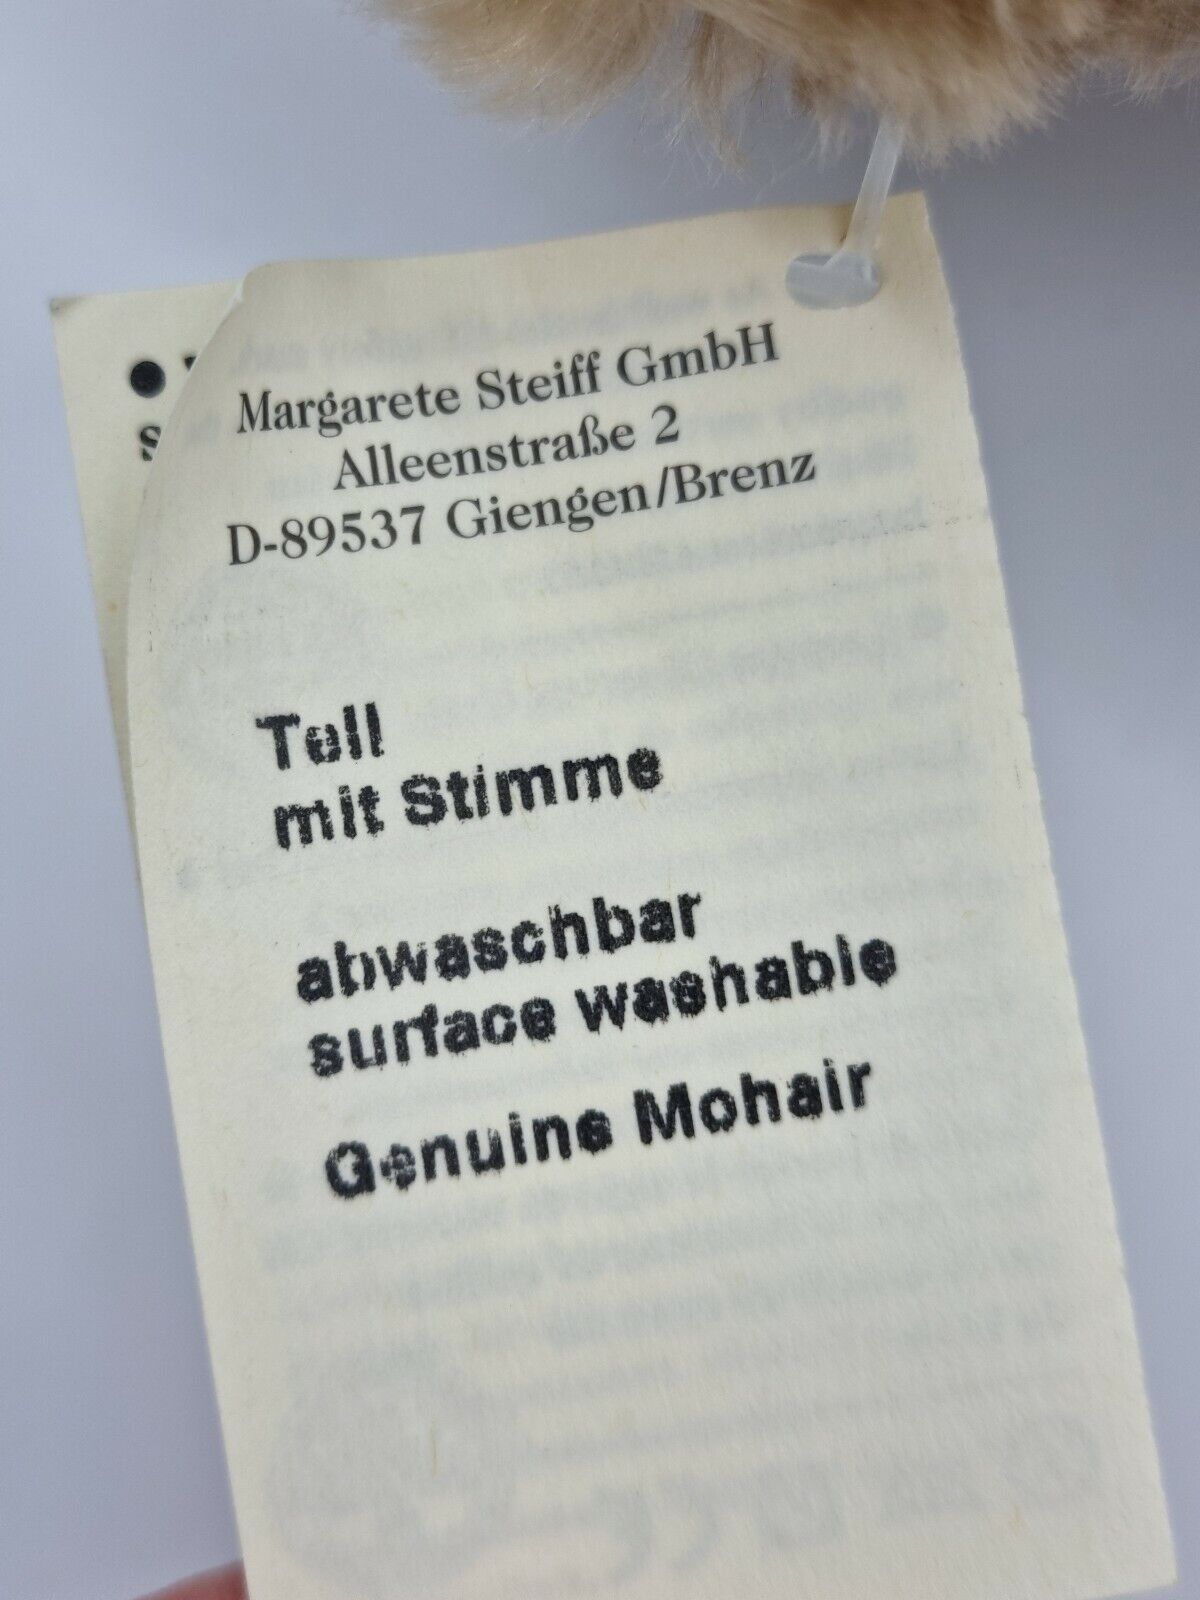 Margarete Steiff GmbH
Alleenstraße 2
D-89537 Giengen/Brenz
Tell
mit Stimme
abwaschbar
surface washable
Genuine Mohair